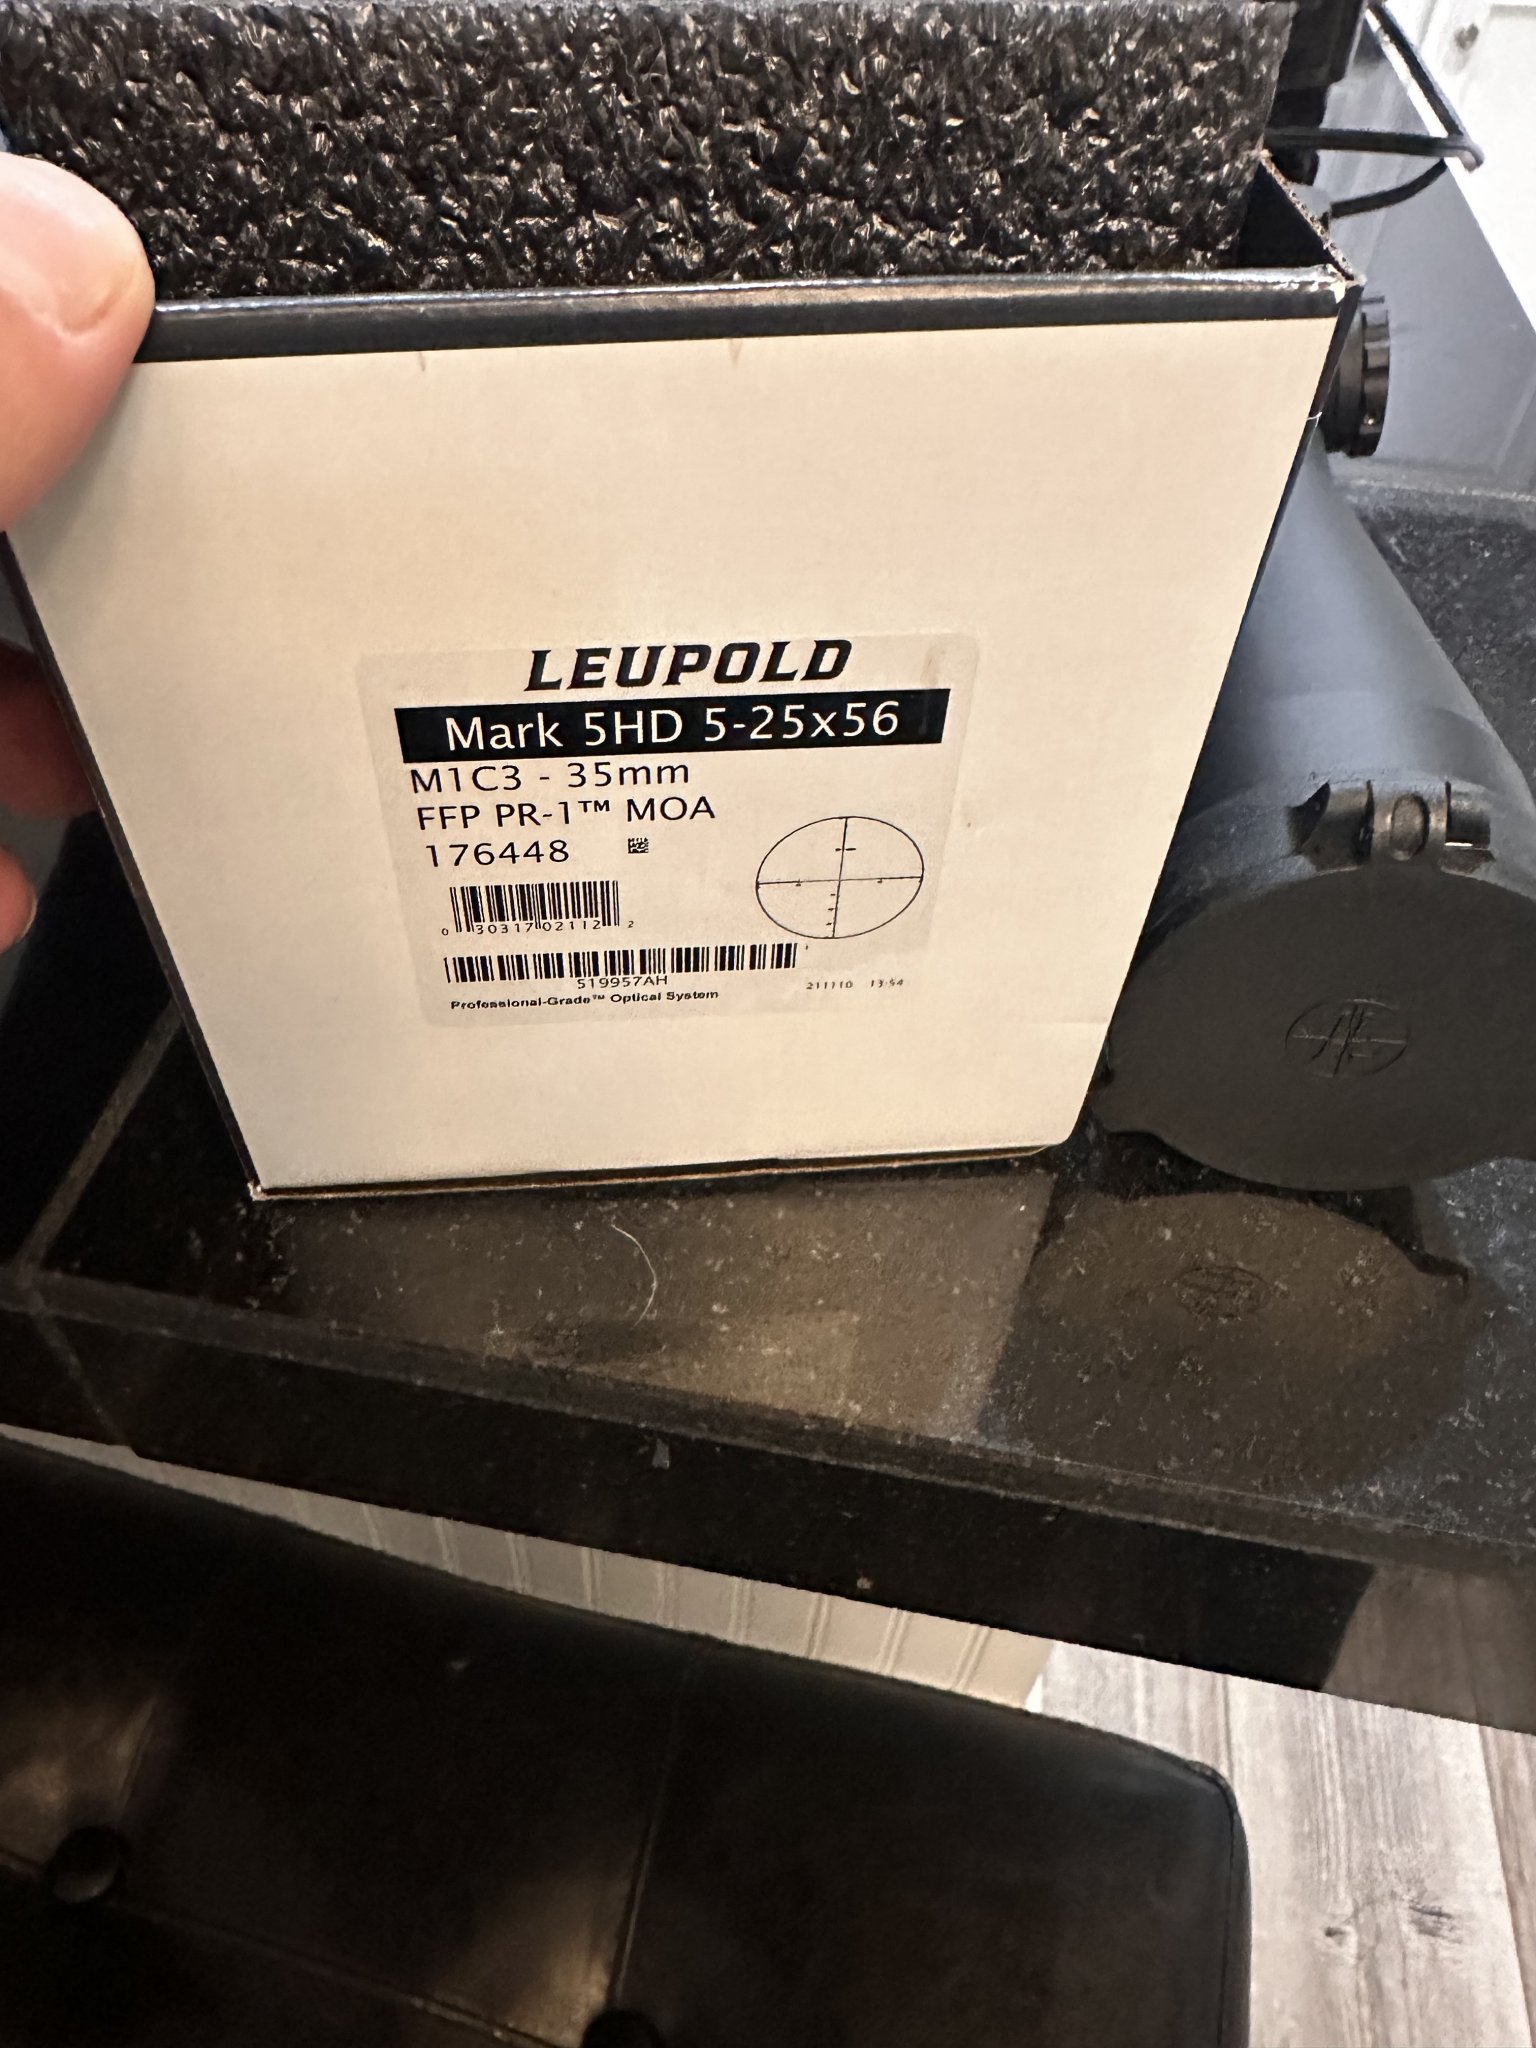 LEUPOLD
Mark 5HD 5-25x56
M1C3 - 35mm
FFP PR-1™ MOA
176448
0 30317 02112 2
519957AH
Professional-Grade™ Optical System
211110 13:54